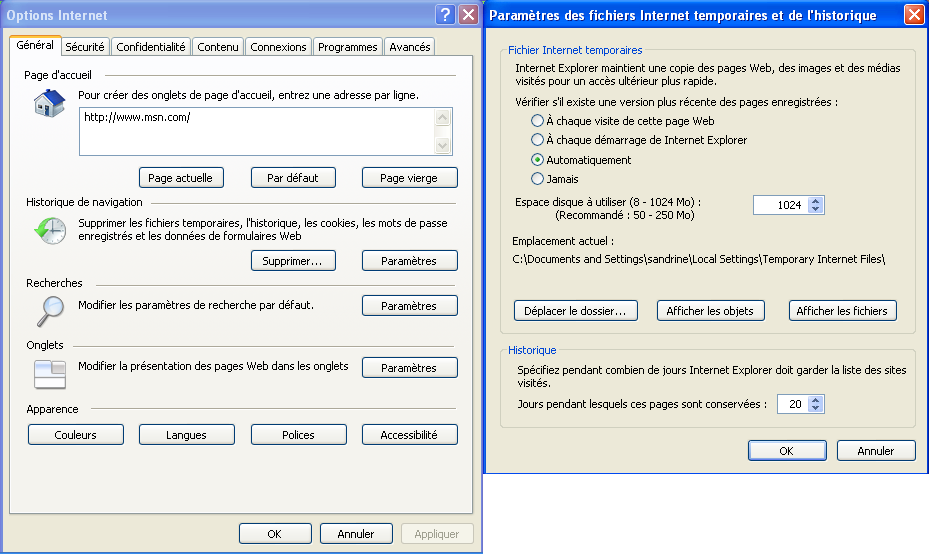 Options Internet
Général
Sécurité
Confidentialité
Contenu
Connexions
Programmes
Avancés
Page d'accueil
Pour créer des onglets de page d'accueil, entrez une adresse par ligne.
http://www.msn.com/
Page actuelle
Par défaut
Page vierge
Historique de navigation
Supprimer les fichiers temporaires, l'historique, les cookies, les mots de passe
enregistrés et les données de formulaires Web
Supprimer...
Paramètres
Recherches
Modifier les paramètres de recherche par défaut.
Paramètres
Onglets
Modifier la présentation des pages Web dans les onglets
Paramètres
Apparence
Couleurs
Langues
Polices
Accessibilité
OK
Annuler
Appliquer
Paramètres des fichiers Internet temporaires et de l'historique
Fichier Internet temporaires
Internet Explorer maintient une copie des pages Web, des images et des médias
visités pour un accès ultérieur plus rapide.
Vérifier s'il existe une version plus récente des pages enregistrées :
À chaque visite de cette page Web
À chaque démarrage de Internet Explorer
Automatiquement
Jamais
Espace disque à utiliser (8 - 1024 Mo) :
(Recommandé : 50 - 250 Mo)
1024
Emplacement actuel :
C:\Documents and Settings\sandrine\Local Settings\Temporary Internet Files\
Déplacer le dossier...
Afficher les objets
Afficher les fichiers
Historique
Spécifiez pendant combien de jours Internet Explorer doit garder la liste des sites
visités.
Jours pendant lesquels ces pages sont conservées :
20
OK
Annuler